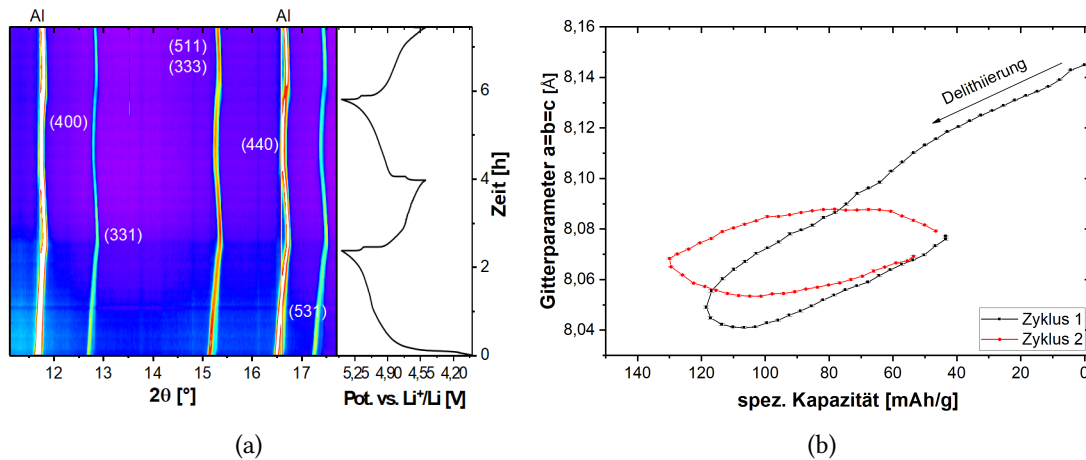 Al
Al
(511)
(333)
(400)
(440)
(331)
(531)
6
4
2
0
Zeit [h]
12
13
14
15
16
17
2θ [°]
5,25
4,90
4,55
4,20
Pot. vs. Li⁺/Li [V]
(a)
8,16
8,14
8,12
8,10
8,08
8,06
8,04
Gitterparameter a=b=c [Å]
Delithiierung
Zyklus 1
Zyklus 2
140
120
100
80
60
40
20
0
spez. Kapazität [mAh/g]
(b)